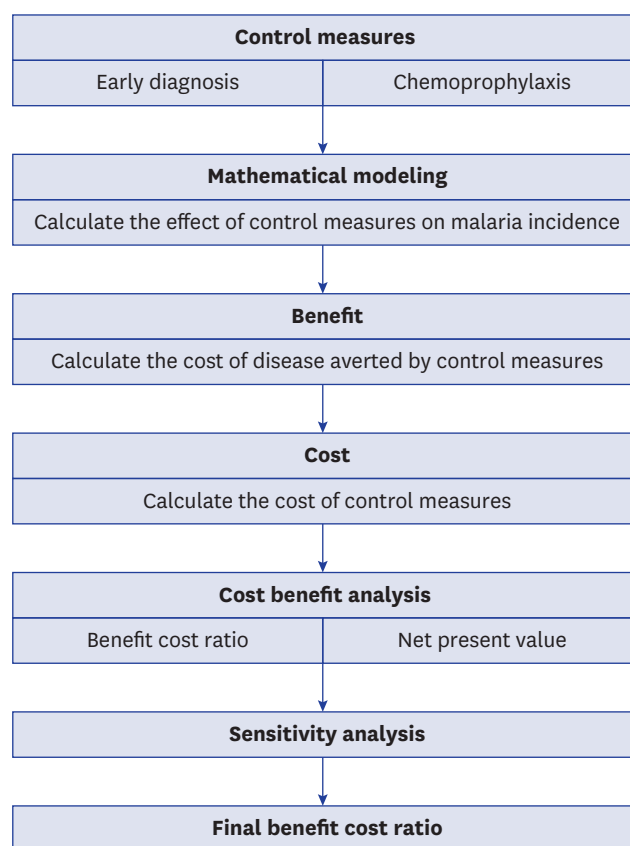 Control measures
Early diagnosis
Chemoprophylaxis
Mathematical modeling
Calculate the effect of control measures on malaria incidence
Benefit
Calculate the cost of disease averted by control measures
Cost
Calculate the cost of control measures
Cost benefit analysis
Benefit cost ratio
Net present value
Sensitivity analysis
Final benefit cost ratio